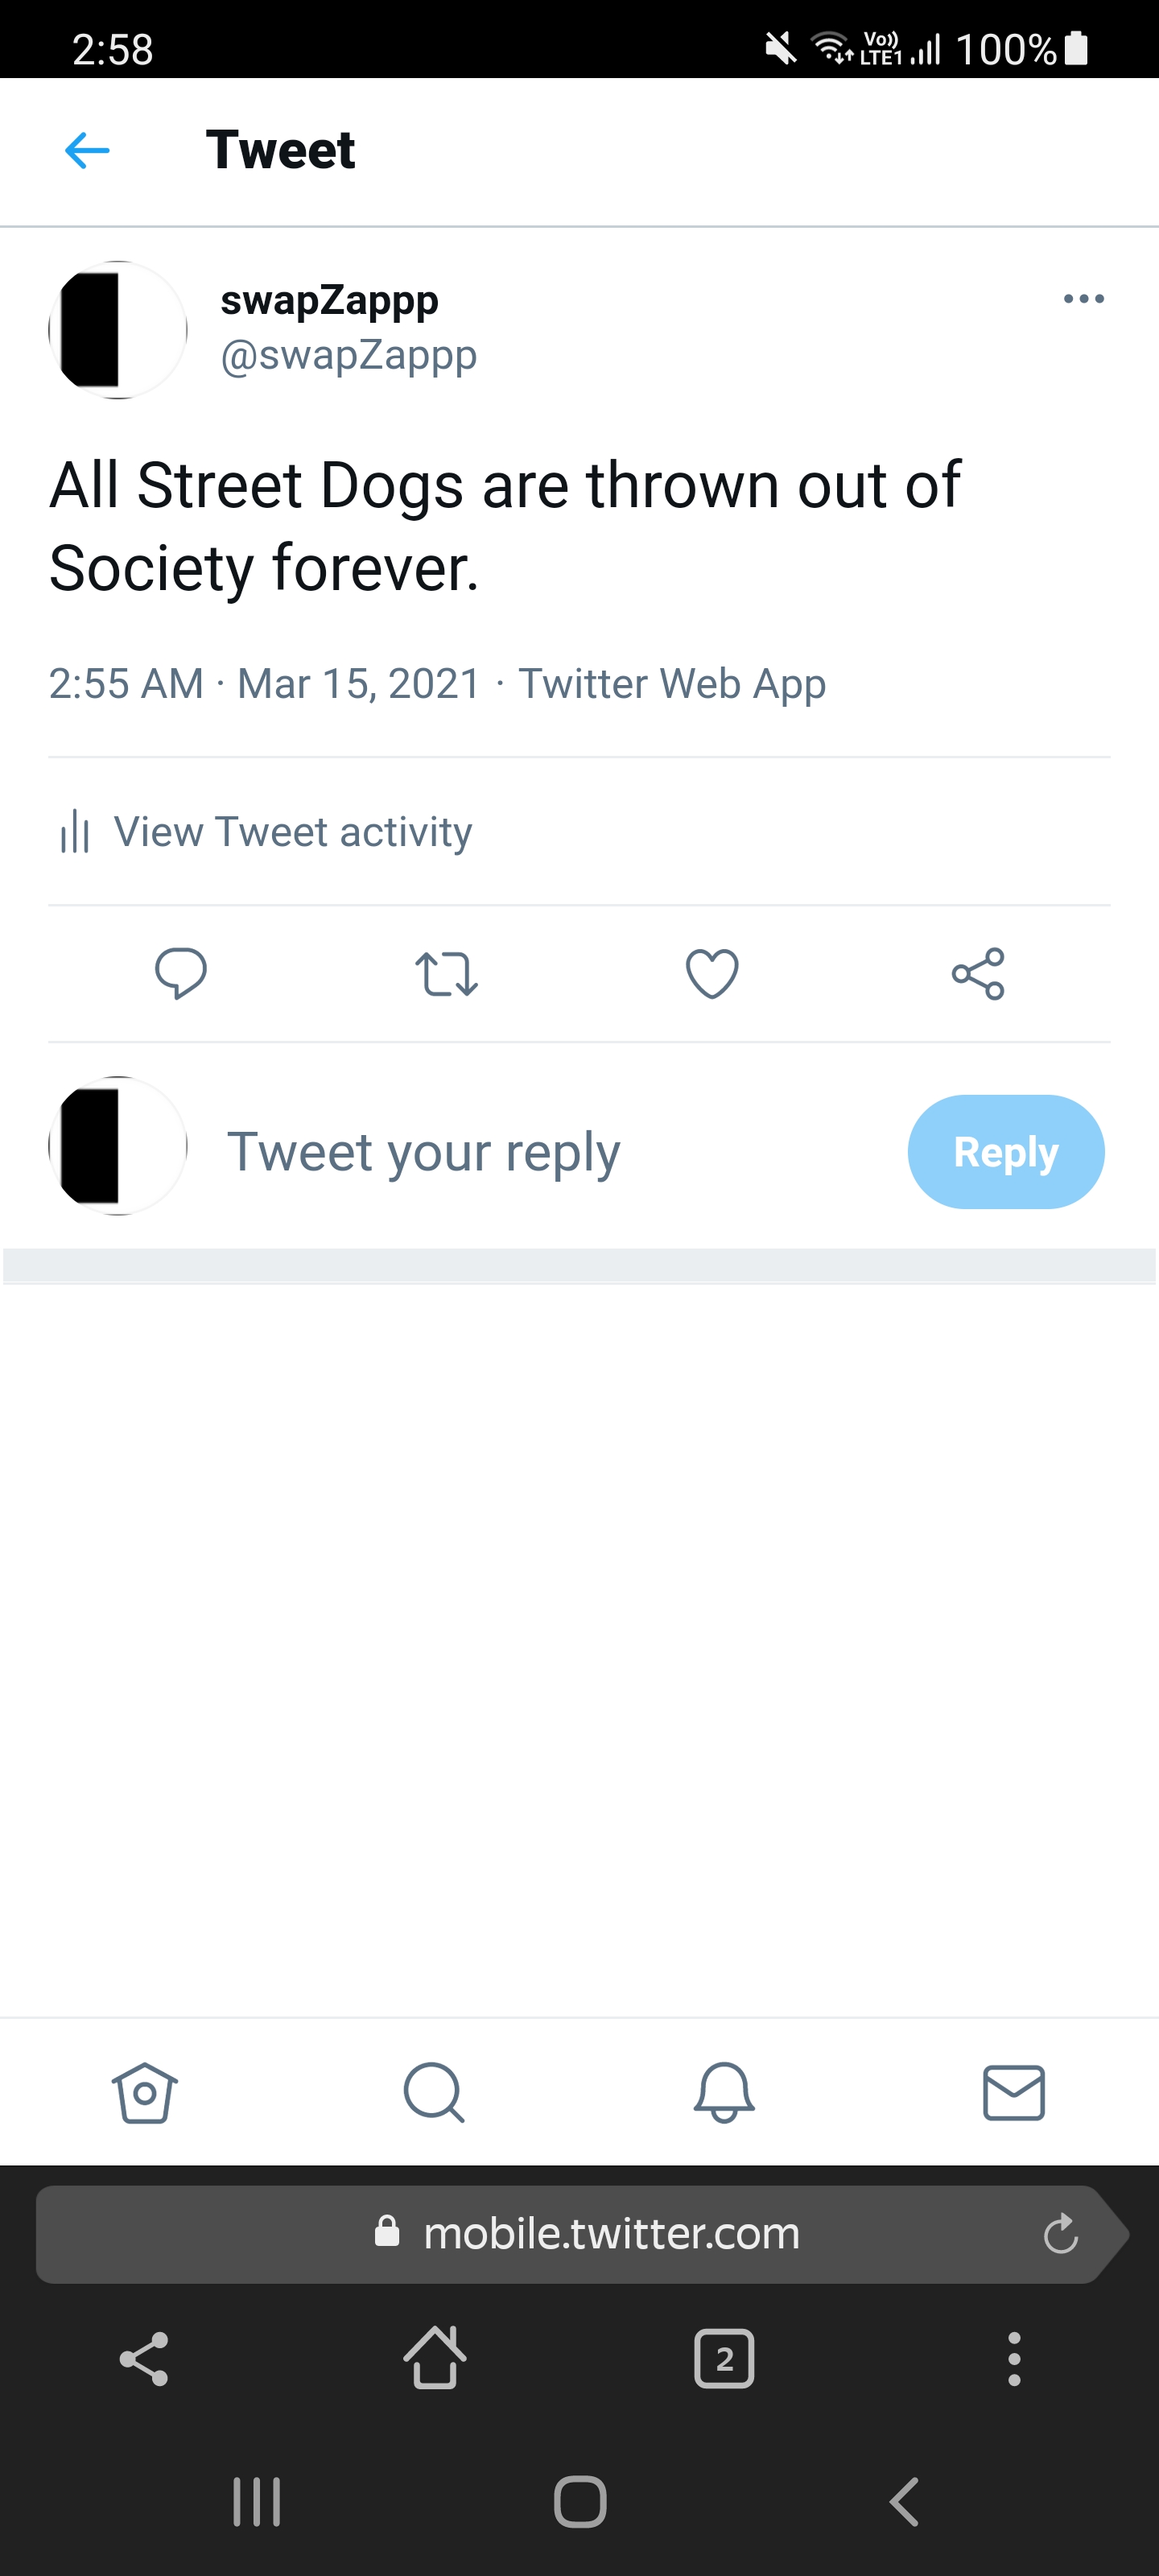 2:58
Vo)) LTE1 100%
Tweet
swapZappp
@swapZappp
All Street Dogs are thrown out of
Society forever.
2:55 AM · Mar 15, 2021 · Twitter Web App
View Tweet activity
Tweet your reply
Reply
mobile.twitter.com
2